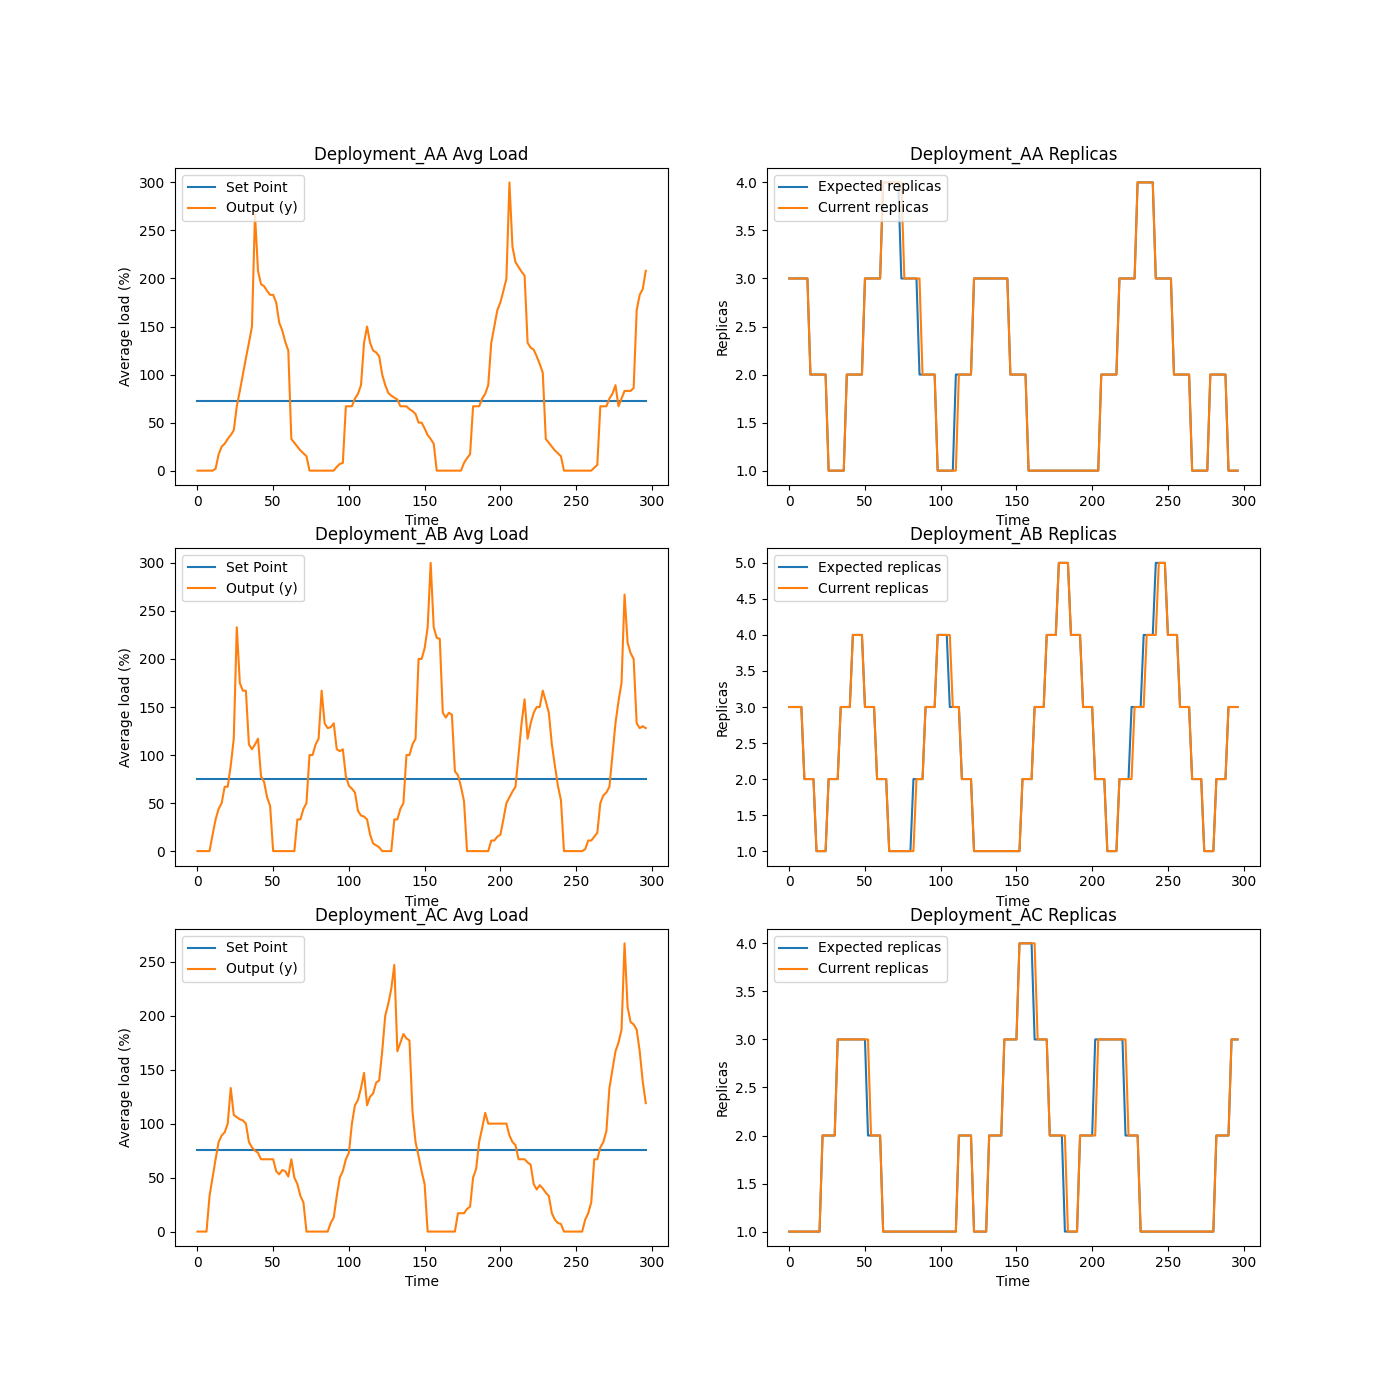 Deployment_AA Avg Load
Set Point
Output (y)
Average load (%)
300
250
200
150
100
50
0
0 50 100 150 200 250 300
Time
Deployment_AA Replicas
Expected replicas
Current replicas
Replicas
4.0
3.5
3.0
2.5
2.0
1.5
1.0
0 50 100 150 200 250 300
Time
Deployment_AB Avg Load
Set Point
Output (y)
Average load (%)
300
250
200
150
100
50
0
0 50 100 150 200 250 300
Time
Deployment_AB Replicas
Expected replicas
Current replicas
Replicas
5.0
4.5
4.0
3.5
3.0
2.5
2.0
1.5
1.0
0 50 100 150 200 250 300
Time
Deployment_AC Avg Load
Set Point
Output (y)
Average load (%)
250
200
150
100
50
0
0 50 100 150 200 250 300
Time
Deployment_AC Replicas
Expected replicas
Current replicas
Replicas
4.0
3.5
3.0
2.5
2.0
1.5
1.0
0 50 100 150 200 250 300
Time